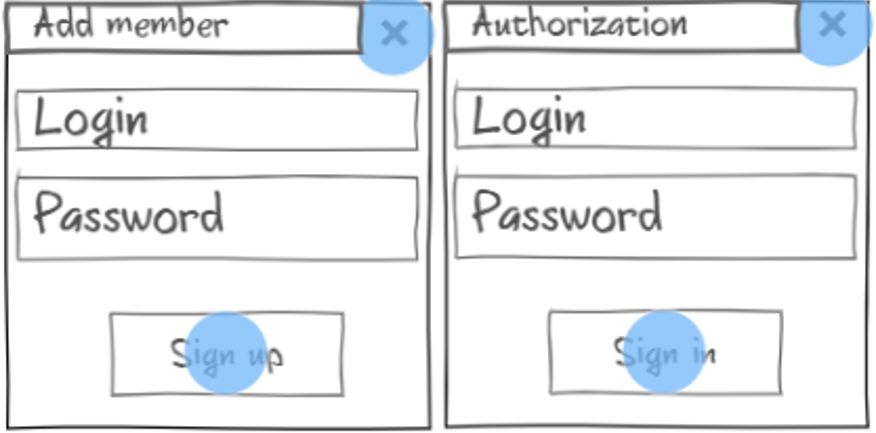 Add member ×
Login
Password
Sign up
Authorization ×
Login
Password
Sign in